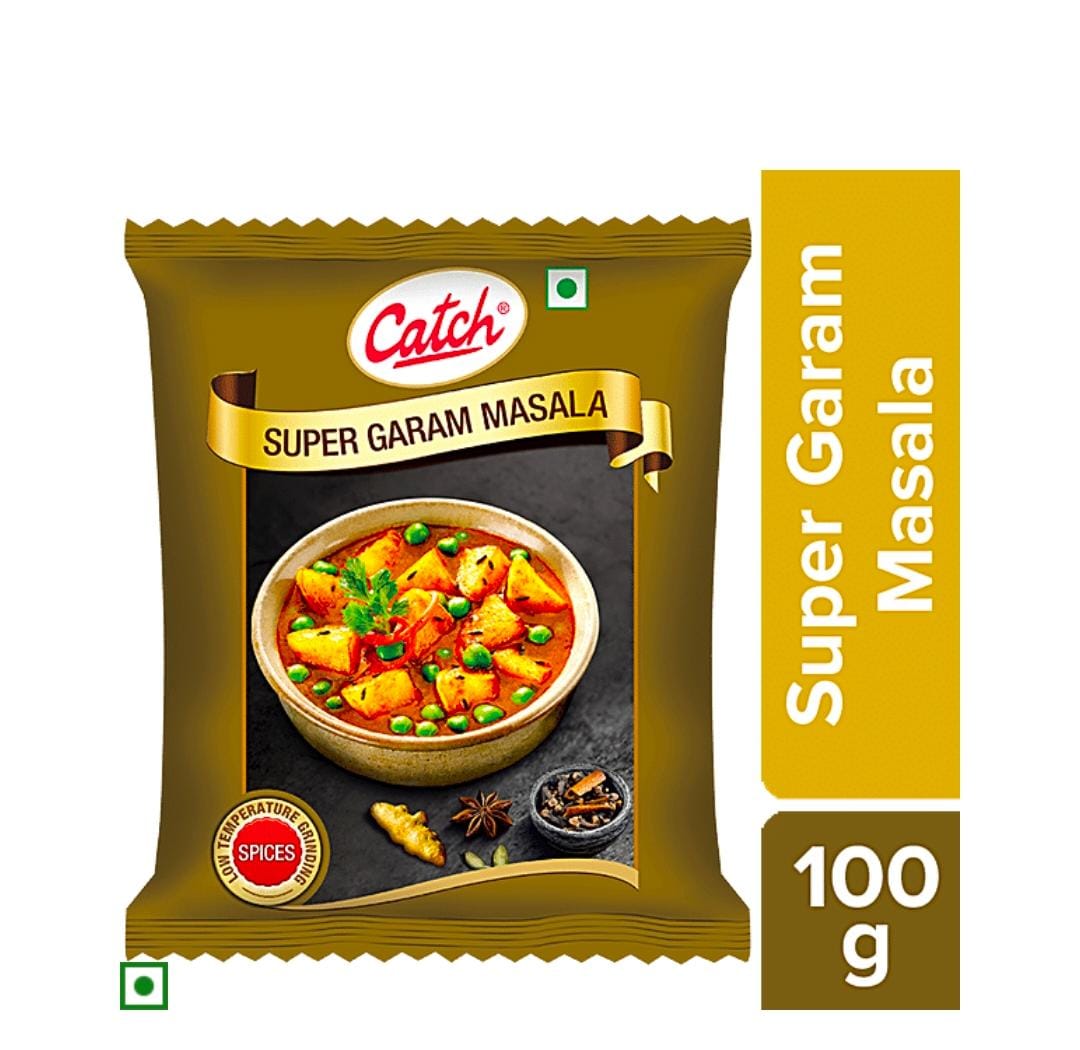 Catch®
SUPER GARAM MASALA
LOW TEMPERATURE GRINDING
SPICES
Super Garam
Masala
100
g